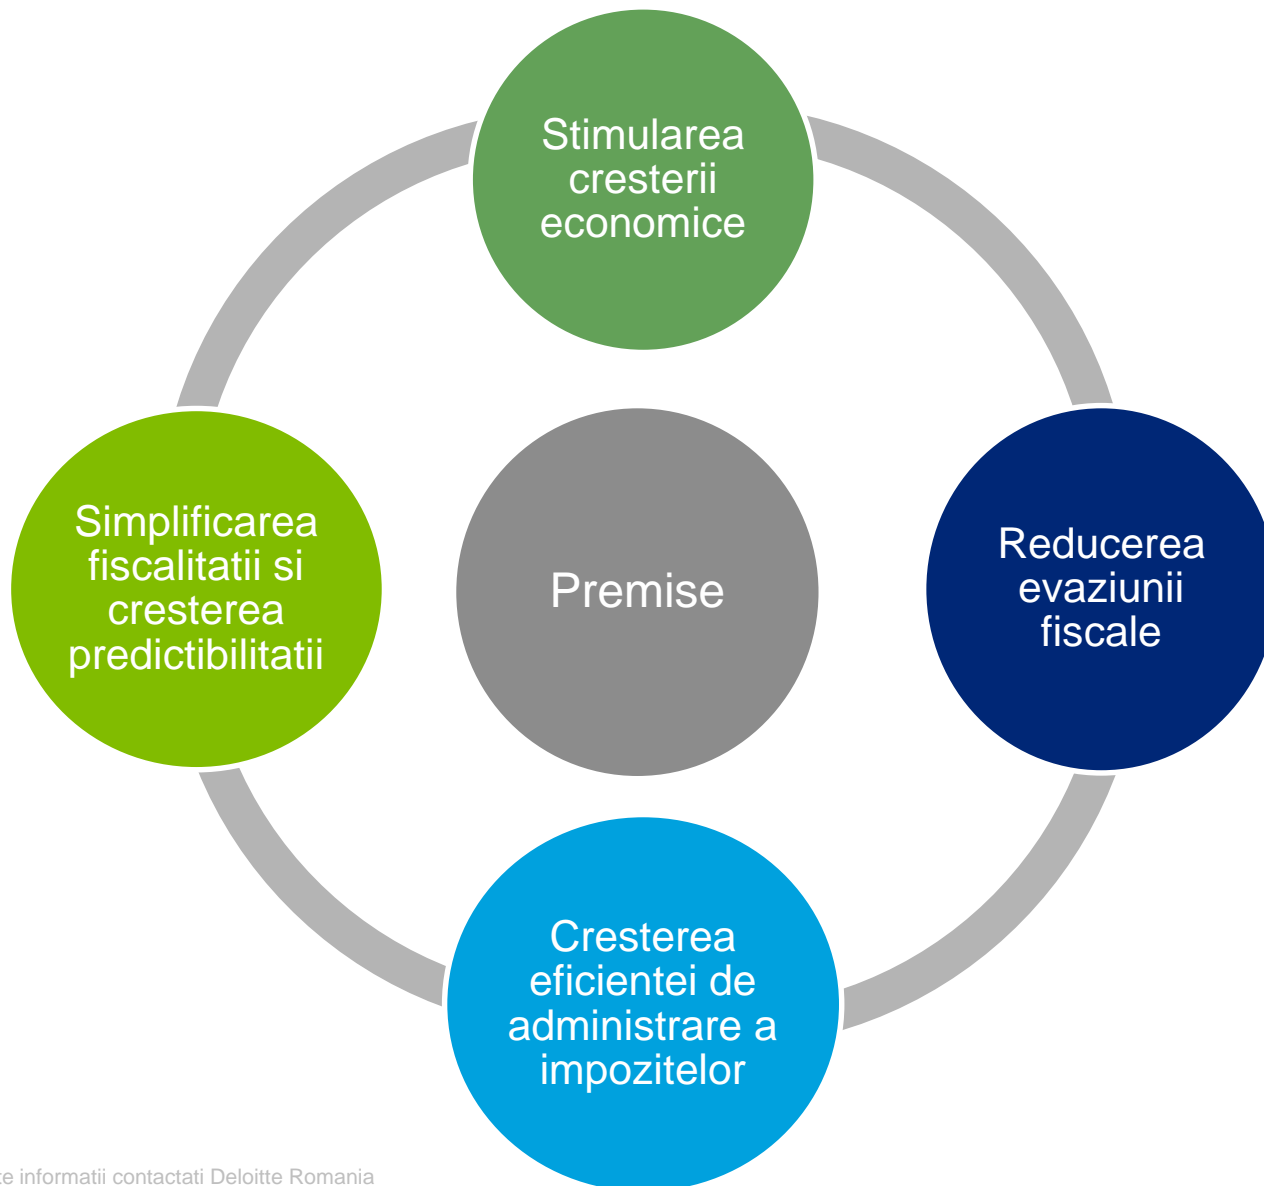 Stimularea
cresterii
economice
Simplificarea
fiscalitatii si
cresterea
predictibilitatii
Premise
Reducerea
evaziunii
fiscale
Cresterea
eficientei de
administrare a
impozitelor
informatii contactati Deloitte Romania